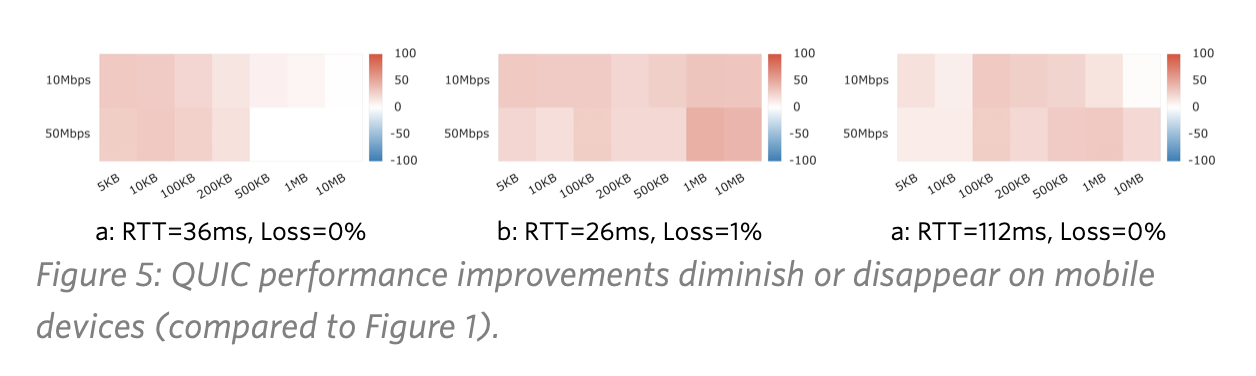 100
10Mbps
50
0
50Mbps
-50
-100
5KB
10KB
100KB
200KB
500KB
1MB
10MB
a: RTT=36ms, Loss=0%
100
10Mbps
50
0
50Mbps
-50
-100
5KB
10KB
100KB
200KB
500KB
1MB
10MB
b: RTT=26ms, Loss=1%
100
10Mbps
50
0
50Mbps
-50
-100
5KB
10KB
100KB
200KB
500KB
1MB
10MB
a: RTT=112ms, Loss=0%
Figure 5: QUIC performance improvements diminish or disappear on mobile
devices (compared to Figure 1).